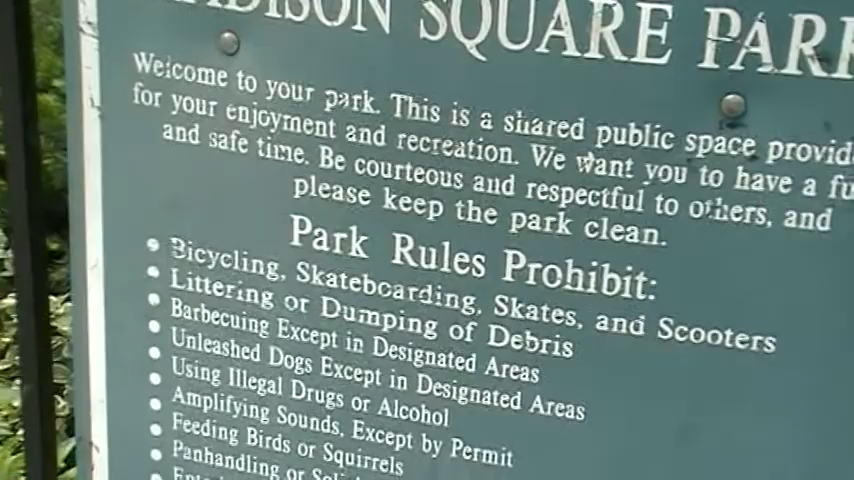 SQUARE PARK
Welcome to your park. This is a shared public space
for your enjoyment and recreation. We want you to have a
and safe time. Be courteous and respectful to others, and
please keep the park clean.
Park Rules Prohibit:
• Bicycling, Skateboarding, Skates, and Scooters
• Littering or Dumping of Debris
• Barbecuing Except in Designated Areas
• Unleashed Dogs Except in Designated Areas
• Using Illegal Drugs or Alcohol
• Amplifying Sounds, Except by Permit
• Feeding Birds or Squirrels
• Panhandling or